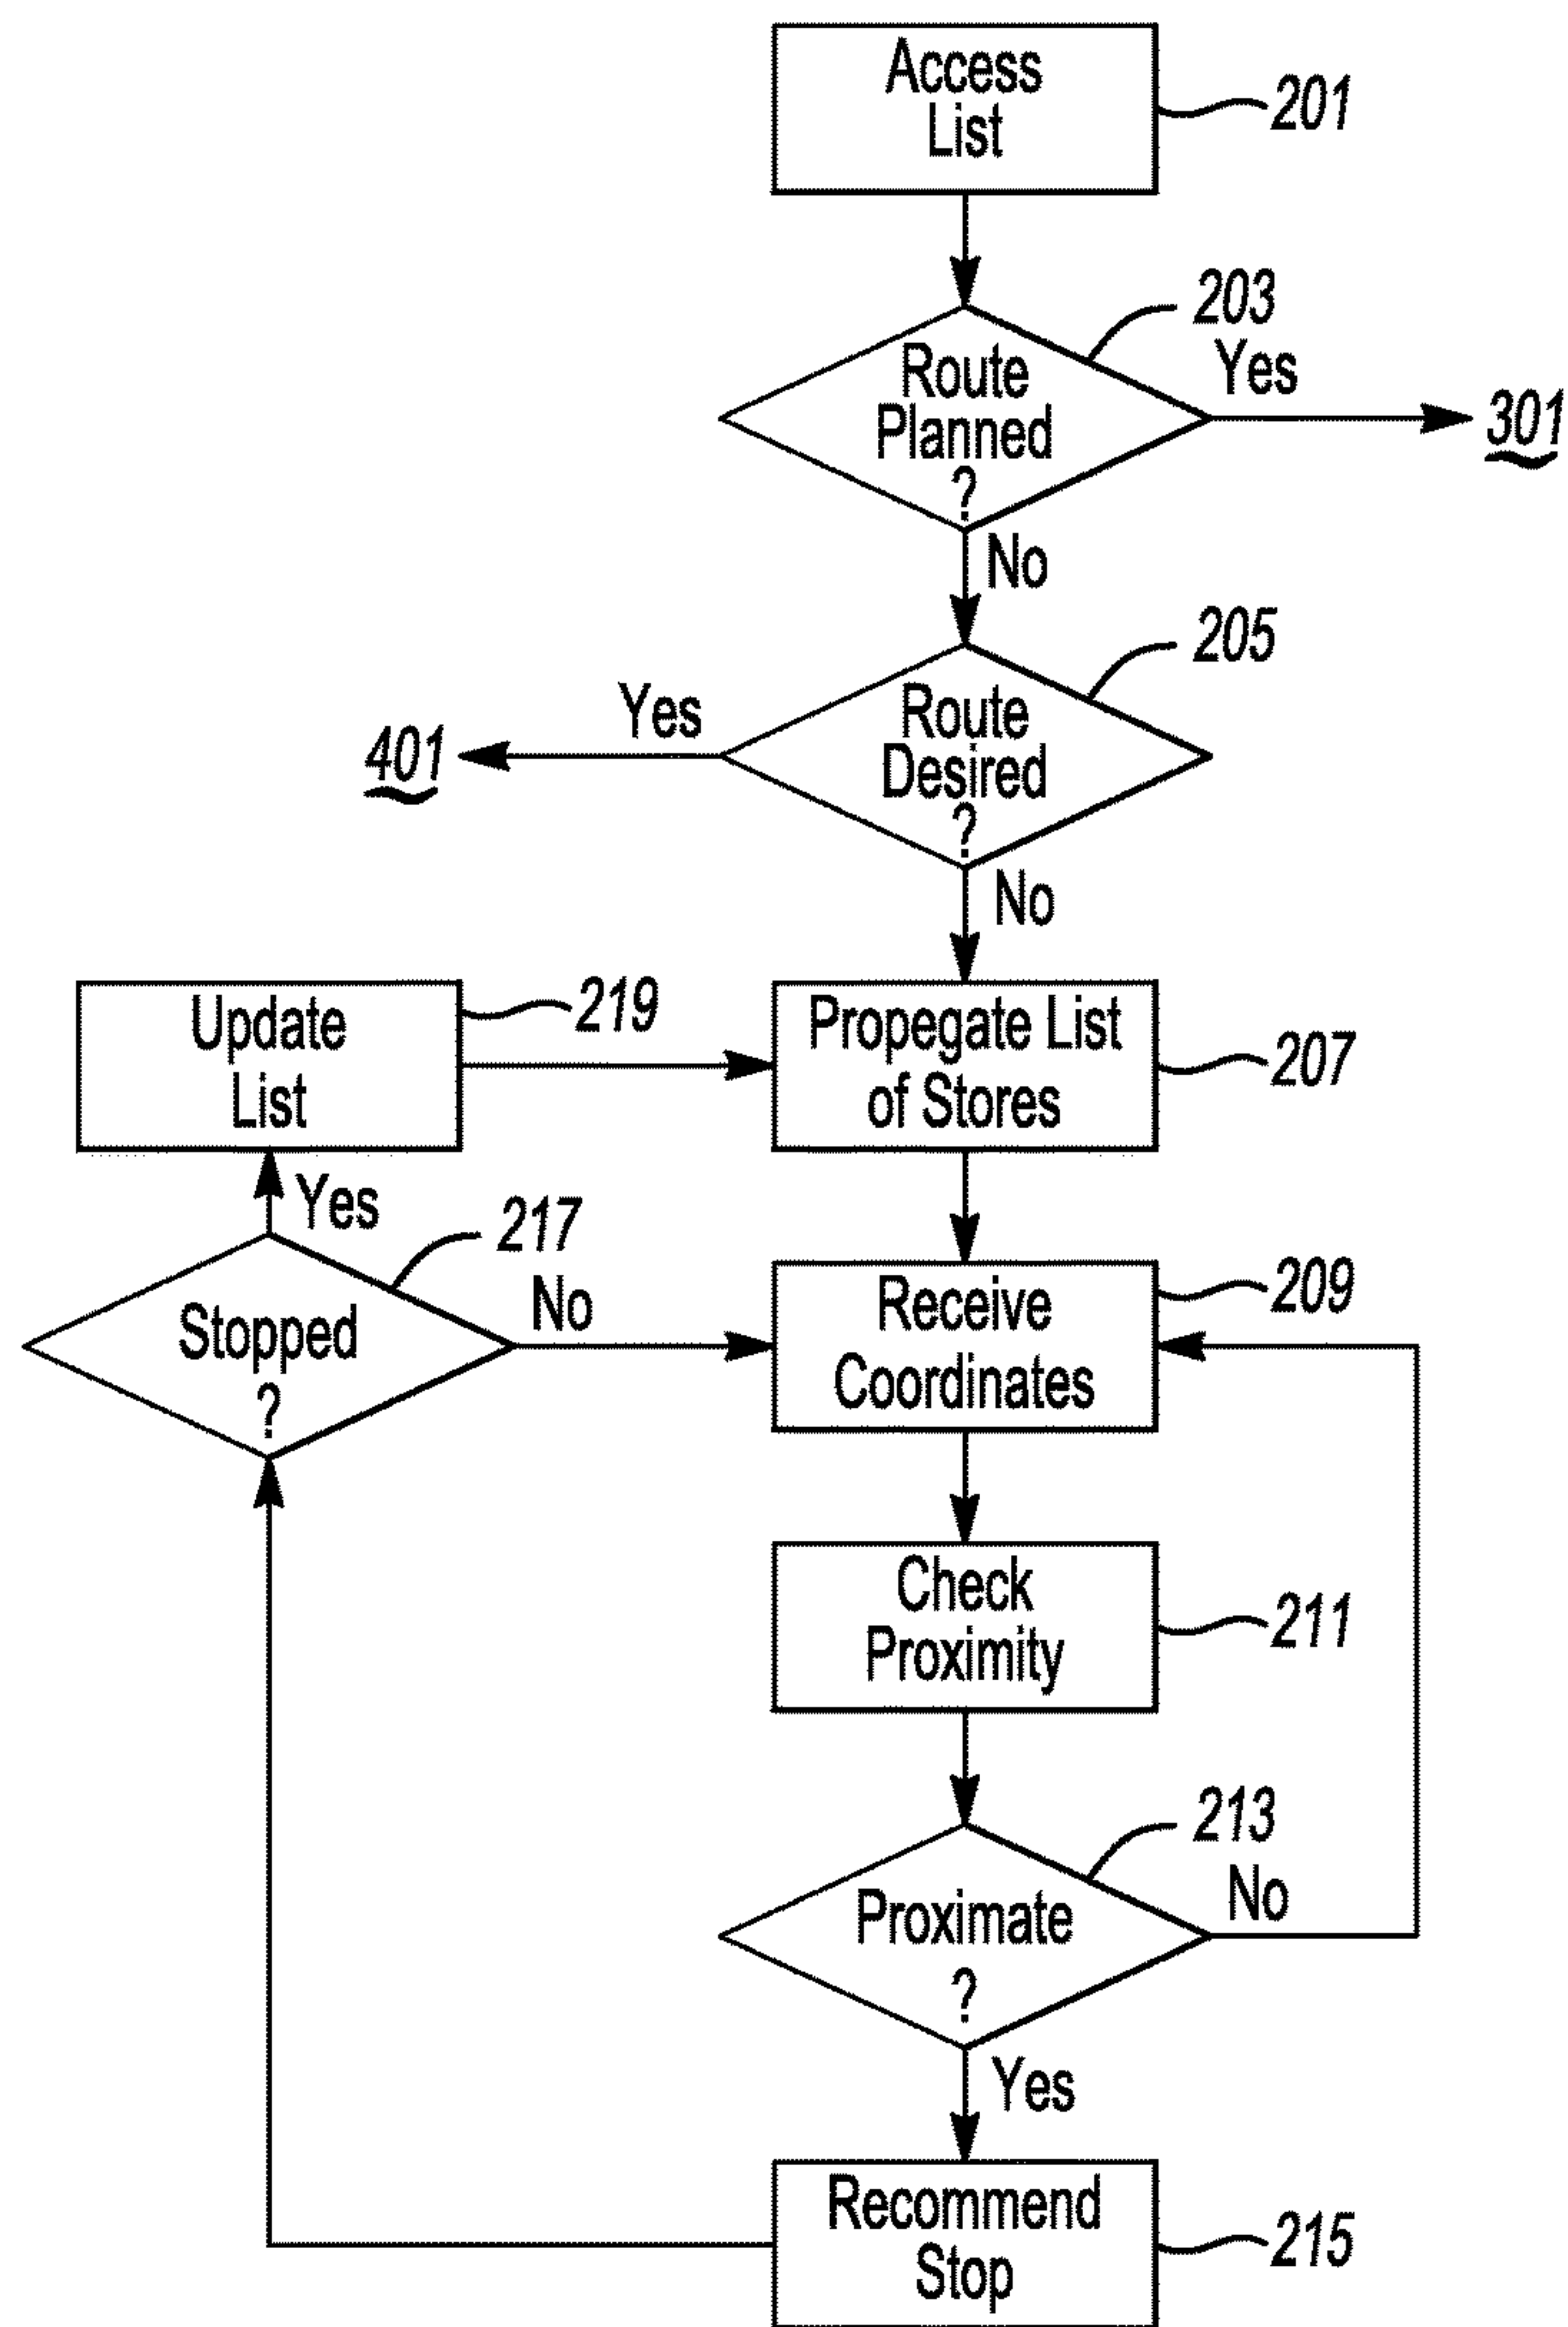 Access
List
201
203
Route
Planned
?
Yes
301
No
205
Route
Desired
?
Yes
401
No
Update
List
219
Propegate List
of Stores
207
Yes
217
Stopped
?
No
Receive
Coordinates
209
Check
Proximity
211
213
Proximate
?
No
Yes
Recommend
Stop
215